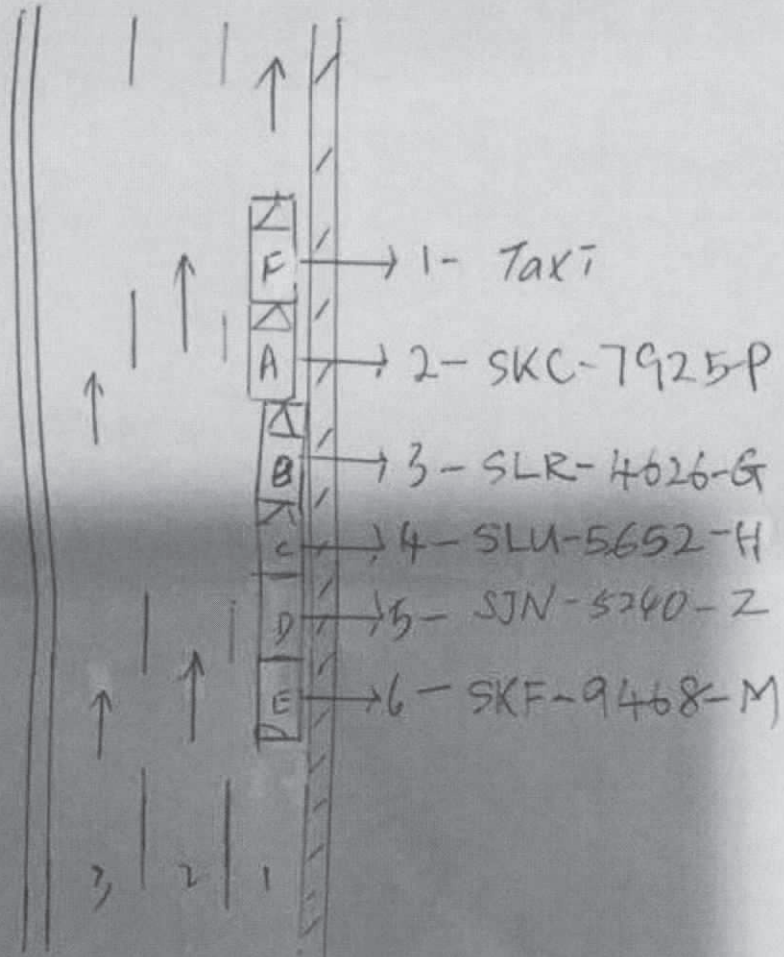 F → 1- Taxi
A → 2- SKC-7925-P
B → 3- SLR-4626-G
C → 4- SLU-5652-H
D → 5- SJN-5240-Z
E → 6- SKF-9468-M
3 2 1